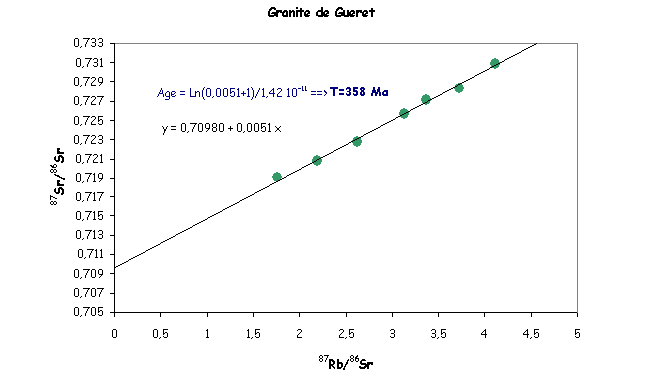 Granite de Gueret
0,733
0,731
0,729
0,727
0,725
0,723
0,721
0,719
0,717
0,715
0,713
0,711
0,709
0,707
0,705
Age = Ln(0,0051+1)/1,42 10⁻¹¹ ==> T=358 Ma
y = 0,70980 + 0,0051 x
⁸⁷Sr/⁸⁶Sr
0 0,5 1 1,5 2 2,5 3 3,5 4 4,5 5
⁸⁷Rb/⁸⁶Sr